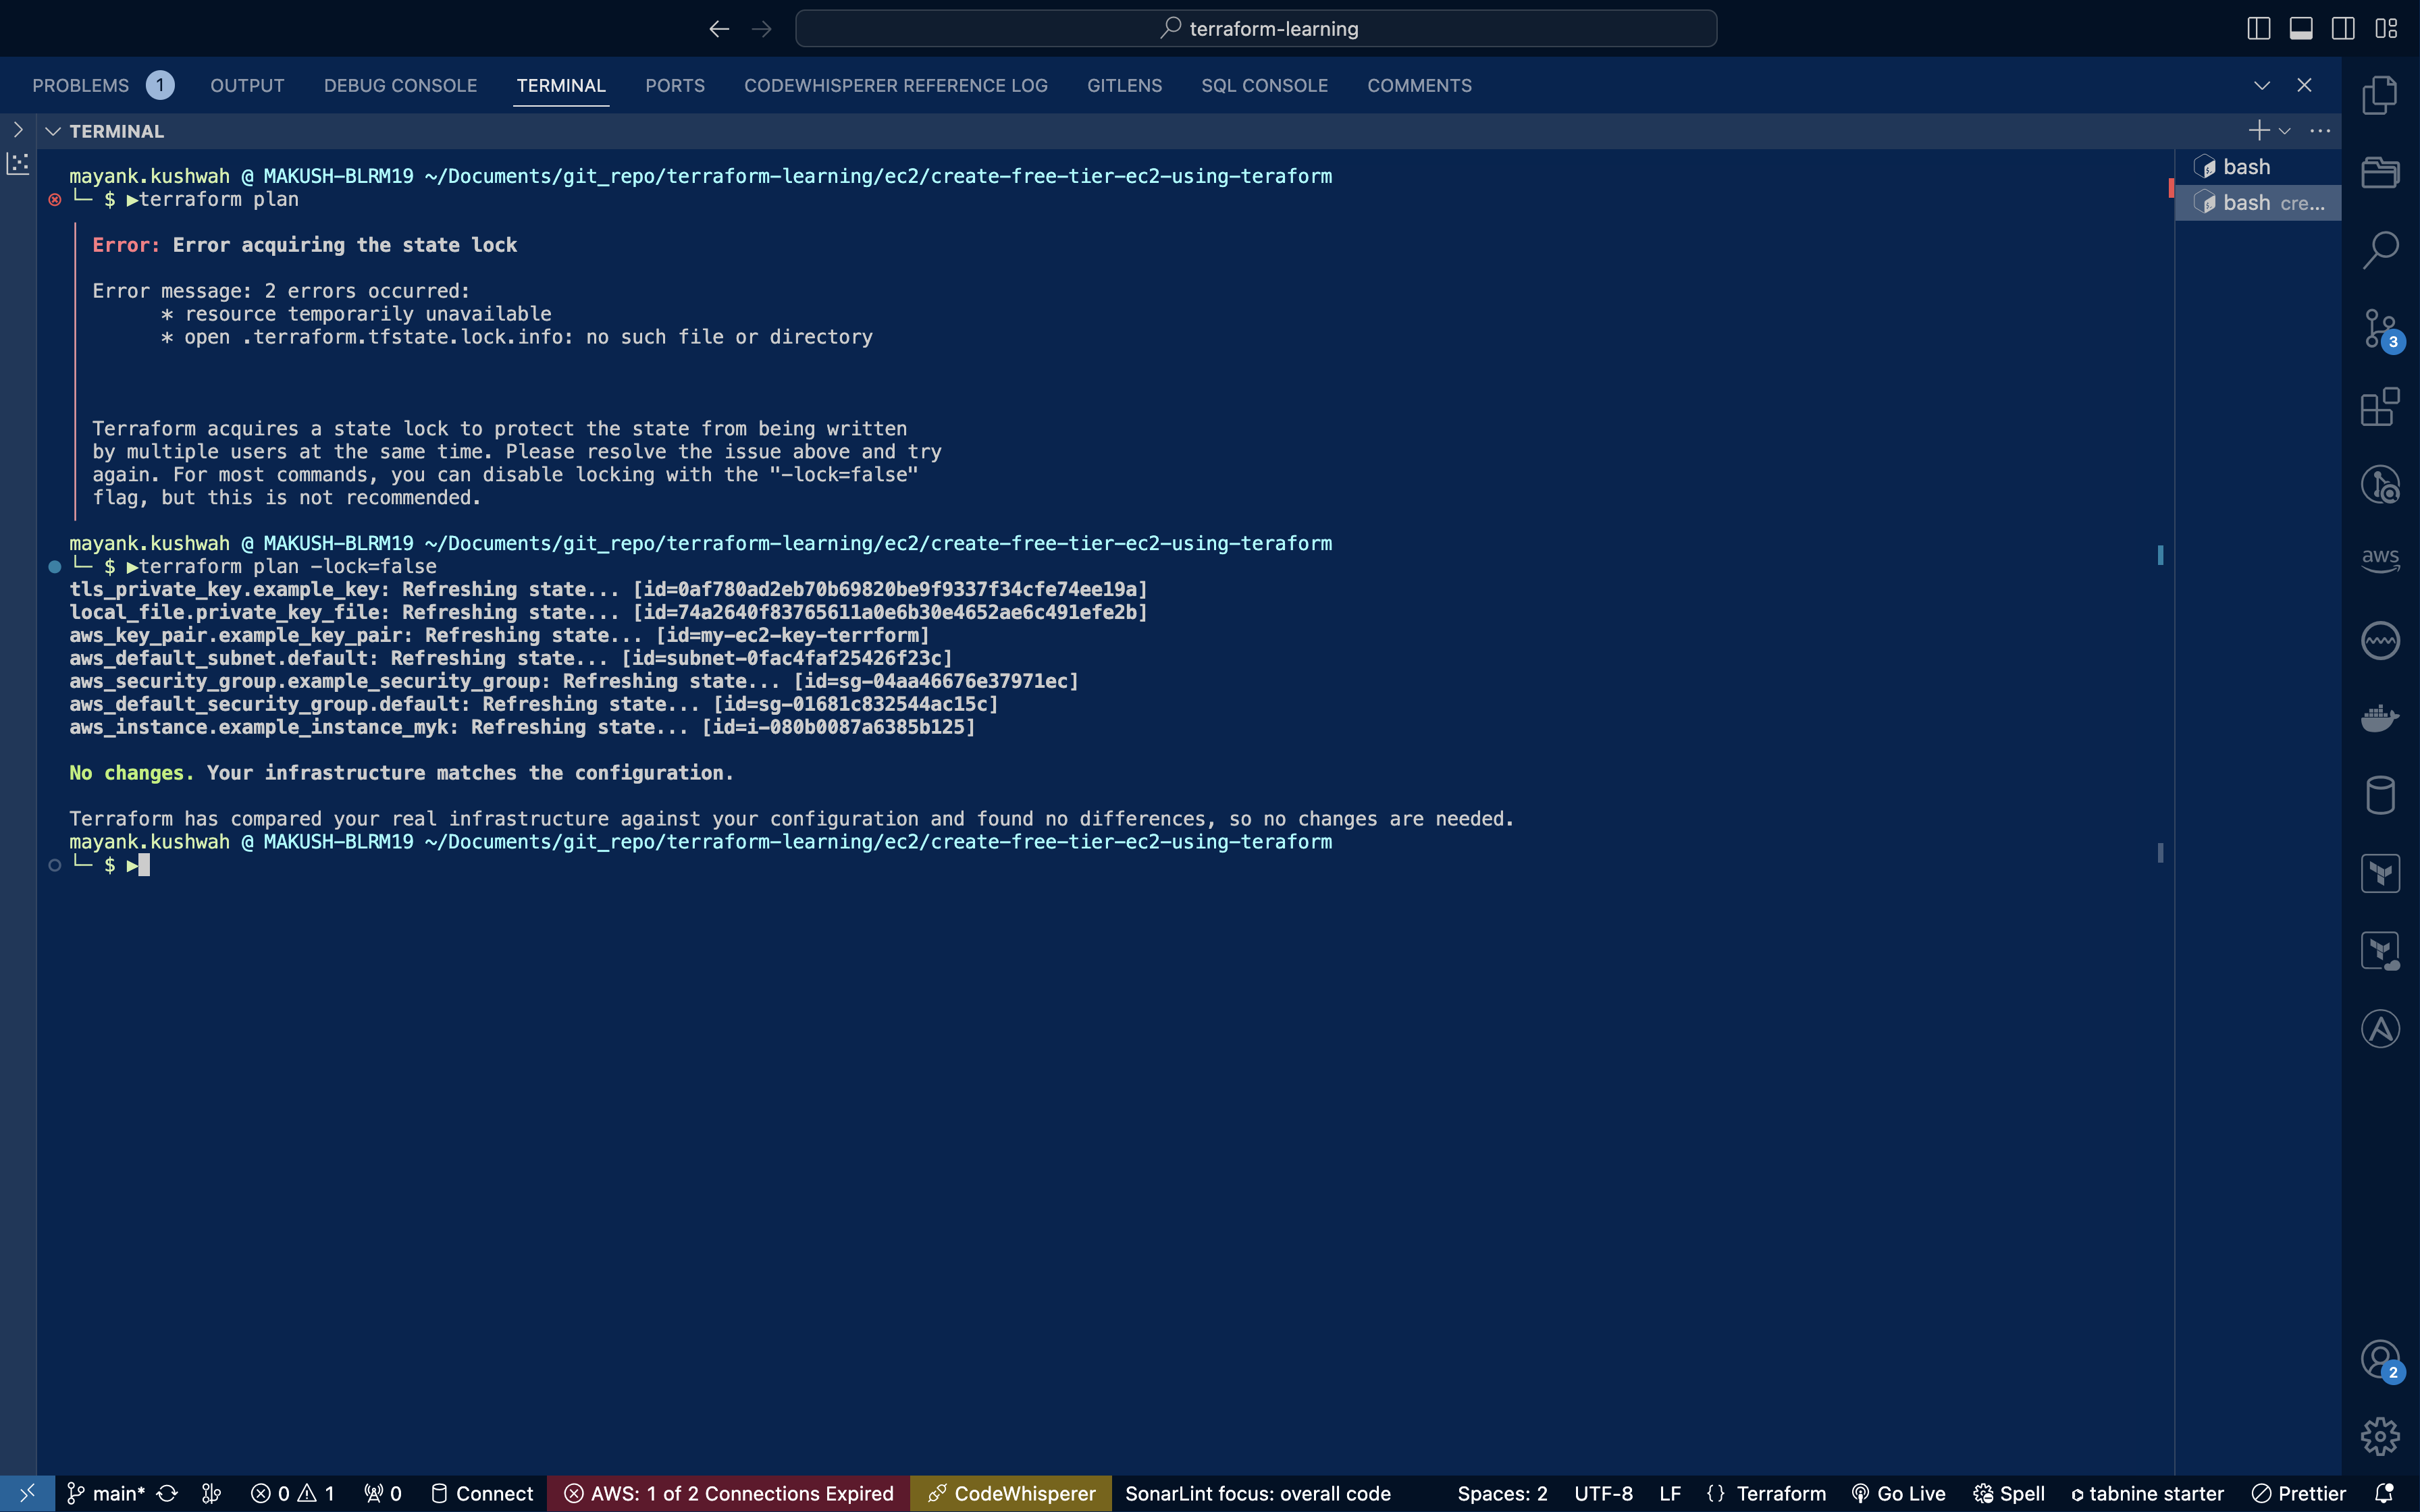 terraform-learning
PROBLEMS 1 OUTPUT DEBUG CONSOLE TERMINAL PORTS CODEWHISPERER REFERENCE LOG GITLENS SQL CONSOLE COMMENTS
TERMINAL
mayank.kushwah @ MAKUSH-BLRM19 ~/Documents/git_repo/terraform-learning/ec2/create-free-tier-ec2-using-teraform
└─ $ ▶terraform plan
Error: Error acquiring the state lock
Error message: 2 errors occurred:
* resource temporarily unavailable
* open .terraform.tfstate.lock.info: no such file or directory
Terraform acquires a state lock to protect the state from being written
by multiple users at the same time. Please resolve the issue above and try
again. For most commands, you can disable locking with the "-lock=false"
flag, but this is not recommended.
mayank.kushwah @ MAKUSH-BLRM19 ~/Documents/git_repo/terraform-learning/ec2/create-free-tier-ec2-using-teraform
└─ $ ▶terraform plan -lock=false
tls_private_key.example_key: Refreshing state... [id=0af780ad2eb70b69820be9f9337f34cfe74ee19a]
local_file.private_key_file: Refreshing state... [id=74a2640f83765611a0e6b30e4652ae6c491efe2b]
aws_key_pair.example_key_pair: Refreshing state... [id=my-ec2-key-terrform]
aws_default_subnet.default: Refreshing state... [id=subnet-0fac4faf25426f23c]
aws_security_group.example_security_group: Refreshing state... [id=sg-04aa46676e37971ec]
aws_default_security_group.default: Refreshing state... [id=sg-01681c832544ac15c]
aws_instance.example_instance_myk: Refreshing state... [id=i-080b0087a6385b125]
No changes. Your infrastructure matches the configuration.
Terraform has compared your real infrastructure against your configuration and found no differences, so no changes are needed.
mayank.kushwah @ MAKUSH-BLRM19 ~/Documents/git_repo/terraform-learning/ec2/create-free-tier-ec2-using-teraform
└─ $ ▶
bash
bash cre...
3
aws
2
main* 0 1 0 Connect AWS: 1 of 2 Connections Expired CodeWhisperer SonarLint focus: overall code Spaces: 2 UTF-8 LF {} Terraform Go Live Spell tabnine starter Prettier